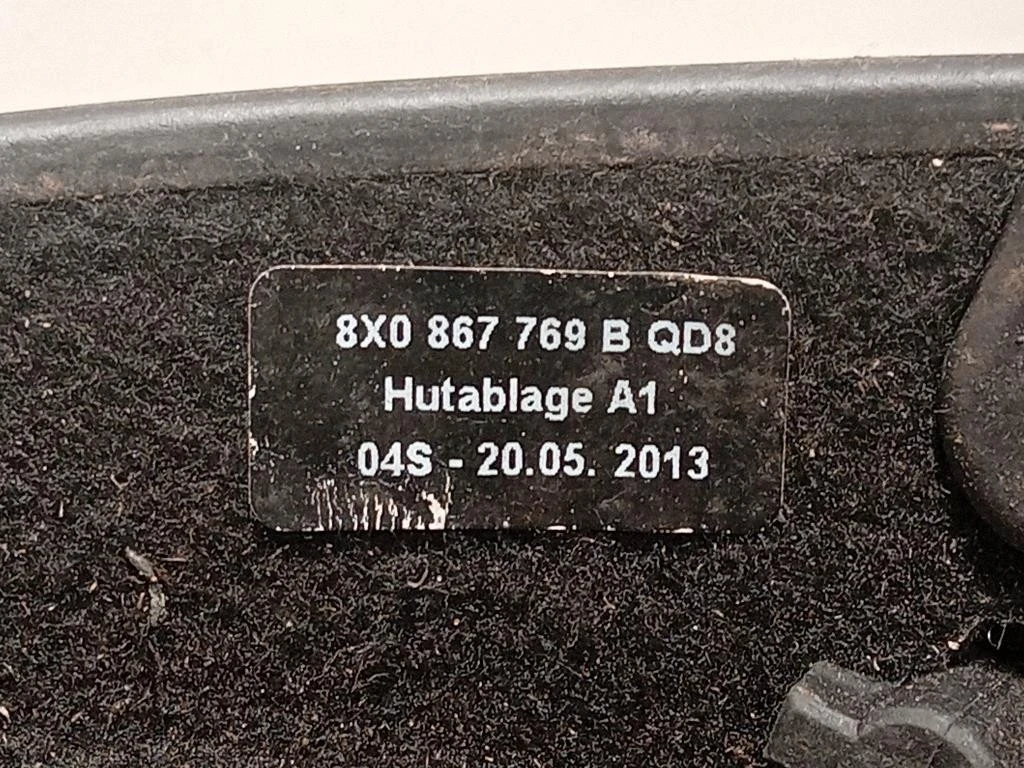 8X0 867 769 B QD8
Hutablage A1
04S - 20.05. 2013